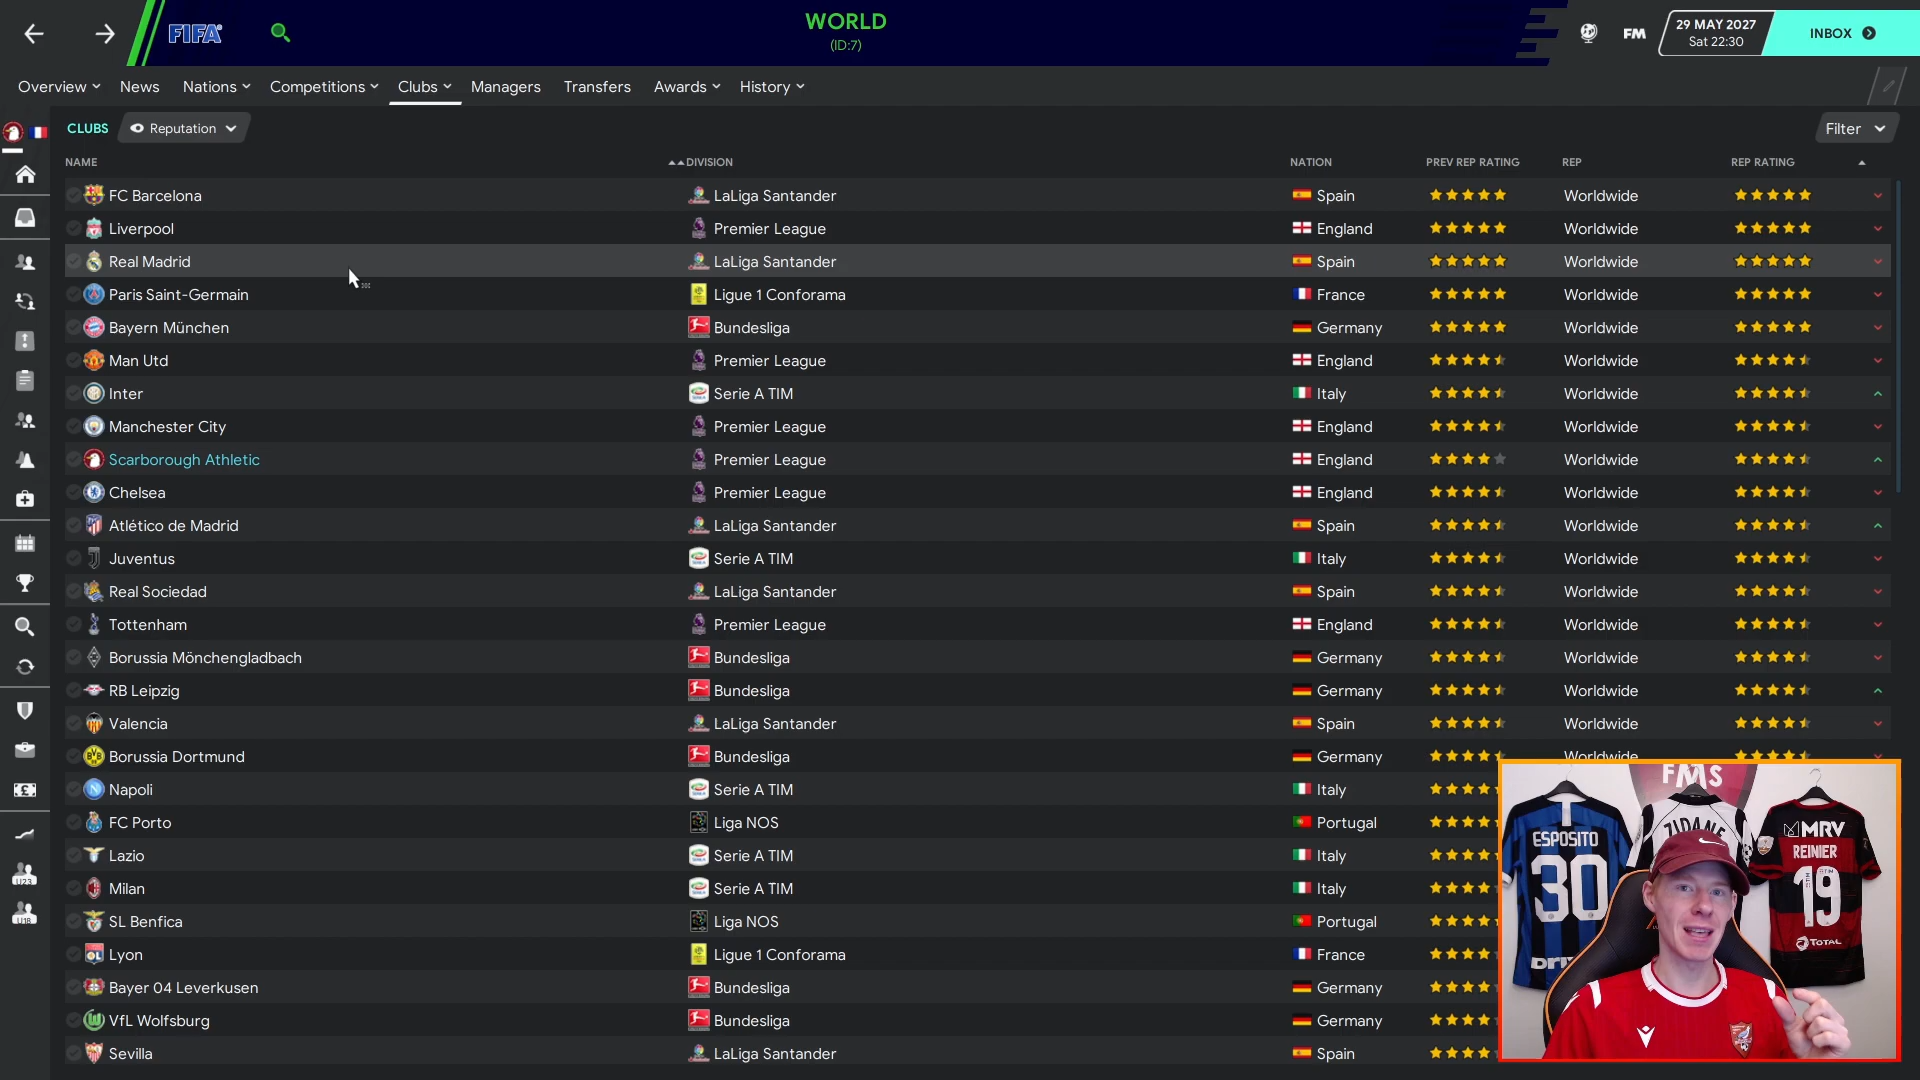 FIFA
WORLD
(ID:7)
FM
29 MAY 2027
Sat 22:30
INBOX
Overview
News
Nations
Competitions
Clubs
Managers
Transfers
Awards
History
CLUBS
Reputation
Filter
NAME DIVISION NATION PREV REP RATING REP REP RATING
FC Barcelona LaLiga Santander Spain Worldwide
Liverpool Premier League England Worldwide
Real Madrid LaLiga Santander Spain Worldwide
Paris Saint-Germain Ligue 1 Conforama France Worldwide
Bayern München Bundesliga Germany Worldwide
Man Utd Premier League England Worldwide
Inter Serie A TIM Italy Worldwide
Manchester City Premier League England Worldwide
Scarborough Athletic Premier League England Worldwide
Chelsea Premier League England Worldwide
Atlético de Madrid LaLiga Santander Spain Worldwide
Juventus Serie A TIM Italy Worldwide
Real Sociedad LaLiga Santander Spain Worldwide
Tottenham Premier League England Worldwide
Borussia Mönchengladbach Bundesliga Germany Worldwide
RB Leipzig Bundesliga Germany Worldwide
Valencia LaLiga Santander Spain Worldwide
Borussia Dortmund Bundesliga Germany Worldwide
Napoli Serie A TIM Italy
FC Porto Liga NOS Portugal
Lazio Serie A TIM Italy
Milan Serie A TIM Italy
SL Benfica Liga NOS Portugal
Lyon Ligue 1 Conforama France
Bayer 04 Leverkusen Bundesliga Germany
VfL Wolfsburg Bundesliga Germany
Sevilla LaLiga Santander Spain
U23
U18
FMS
ESPOSITO
30
ZIDANE
MRV
REINIER
19
TOTAL